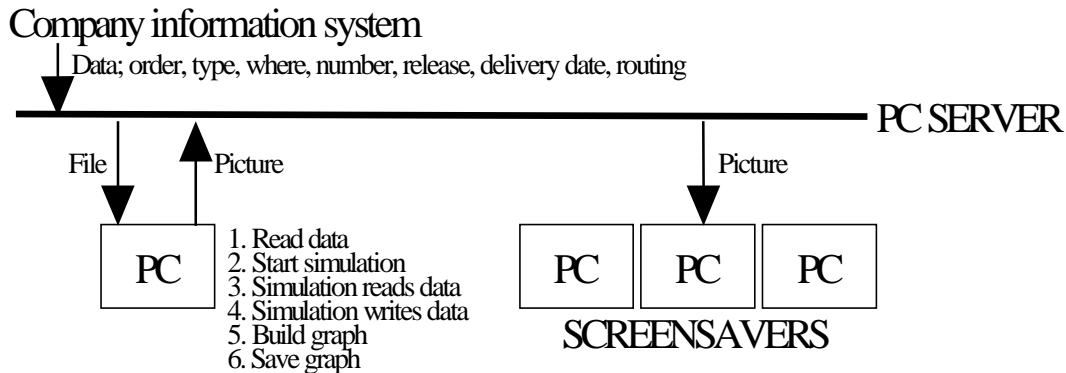 Company information system
Data; order, type, where, number, release, delivery date, routing
PC SERVER
File
Picture
Picture
PC
1. Read data
2. Start simulation
3. Simulation reads data
4. Simulation writes data
5. Build graph
6. Save graph
PC
PC
PC
SCREENSAVERS